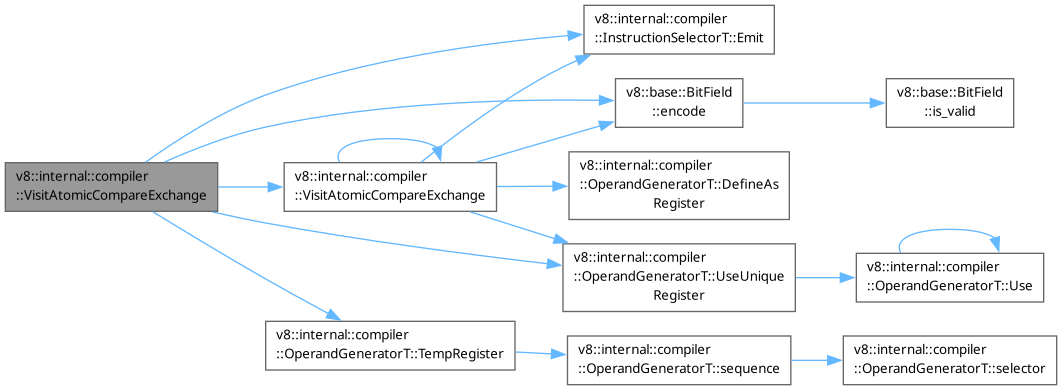 v8::internal::compiler
::VisitAtomicCompareExchange
v8::internal::compiler
::InstructionSelectorT::Emit
v8::base::BitField
::encode
v8::base::BitField
::is_valid
v8::internal::compiler
::VisitAtomicCompareExchange
v8::internal::compiler
::OperandGeneratorT::DefineAs
Register
v8::internal::compiler
::OperandGeneratorT::UseUnique
Register
v8::internal::compiler
::OperandGeneratorT::Use
v8::internal::compiler
::OperandGeneratorT::TempRegister
v8::internal::compiler
::OperandGeneratorT::sequence
v8::internal::compiler
::OperandGeneratorT::selector